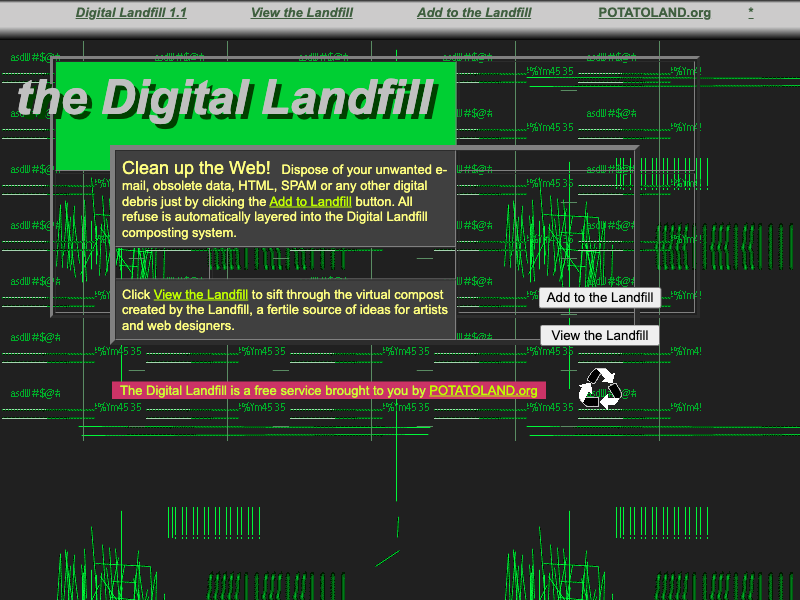 Digital Landfill 1.1 View the Landfill Add to the Landfill POTATOLAND.org *
the Digital Landfill
Clean up the Web! Dispose of your unwanted e-
mail, obsolete data, HTML, SPAM or any other digital
debris just by clicking the Add to Landfill button. All
refuse is automatically layered into the Digital Landfill
composting system.
Click View the Landfill to sift through the virtual compost
created by the Landfill, a fertile source of ideas for artists
and web designers.
Add to the Landfill
View the Landfill
The Digital Landfill is a free service brought to you by POTATOLAND.org